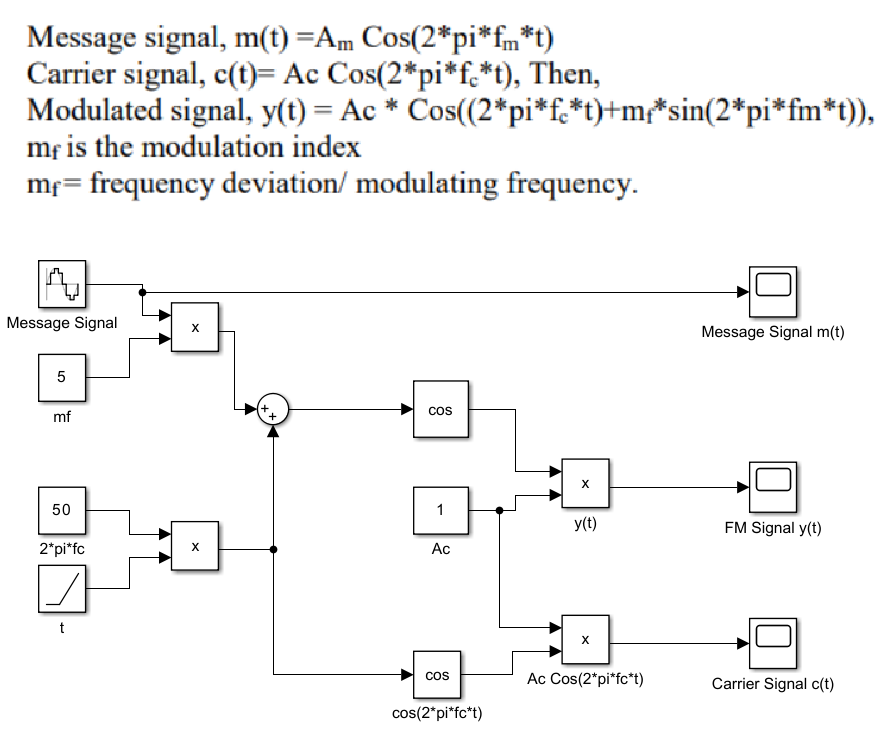 Message signal, m(t) =Am Cos(2*pi*fm*t)
Carrier signal, c(t)= Ac Cos(2*pi*fc*t), Then,
Modulated signal, y(t) = Ac * Cos((2*pi*fc*t)+mf*sin(2*pi*fm*t)),
mf is the modulation index
mf= frequency deviation/ modulating frequency.
Message Signal
x
Message Signal m(t)
5
mf
+
+
cos
50
2*pi*fc
x
1
Ac
x
y(t)
FM Signal y(t)
t
cos
cos(2*pi*fc*t)
x
Ac Cos(2*pi*fc*t)
Carrier Signal c(t)